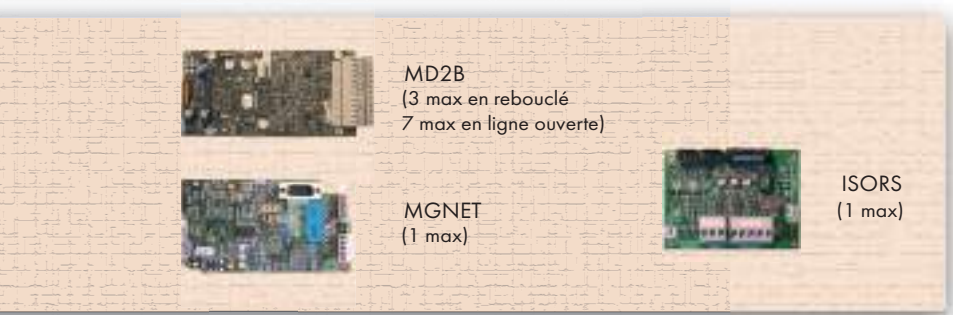 MD2B
(3 max en rebouclé
7 max en ligne ouverte)
MGNET
(1 max)
ISORS
(1 max)